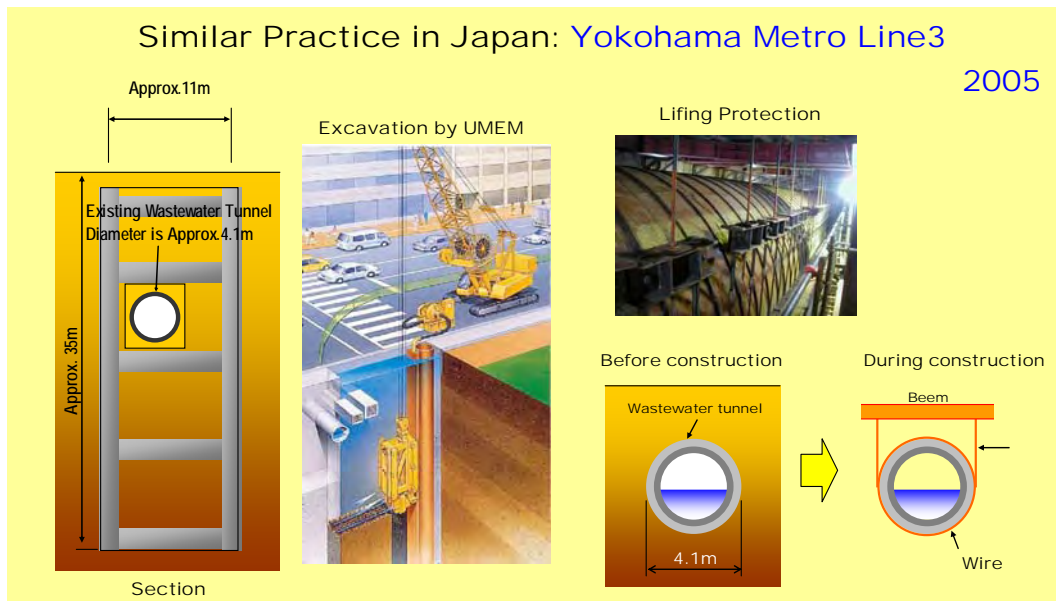 Similar Practice in Japan: Yokohama Metro Line3
2005
Approx.11m
Existing Wastewater Tunnel
Diameter is Approx.4.1m
Approx. 35m
Section
Excavation by UMEM
Lifing Protection
Before construction
Wastewater tunnel
4.1m
During construction
Beem
Wire